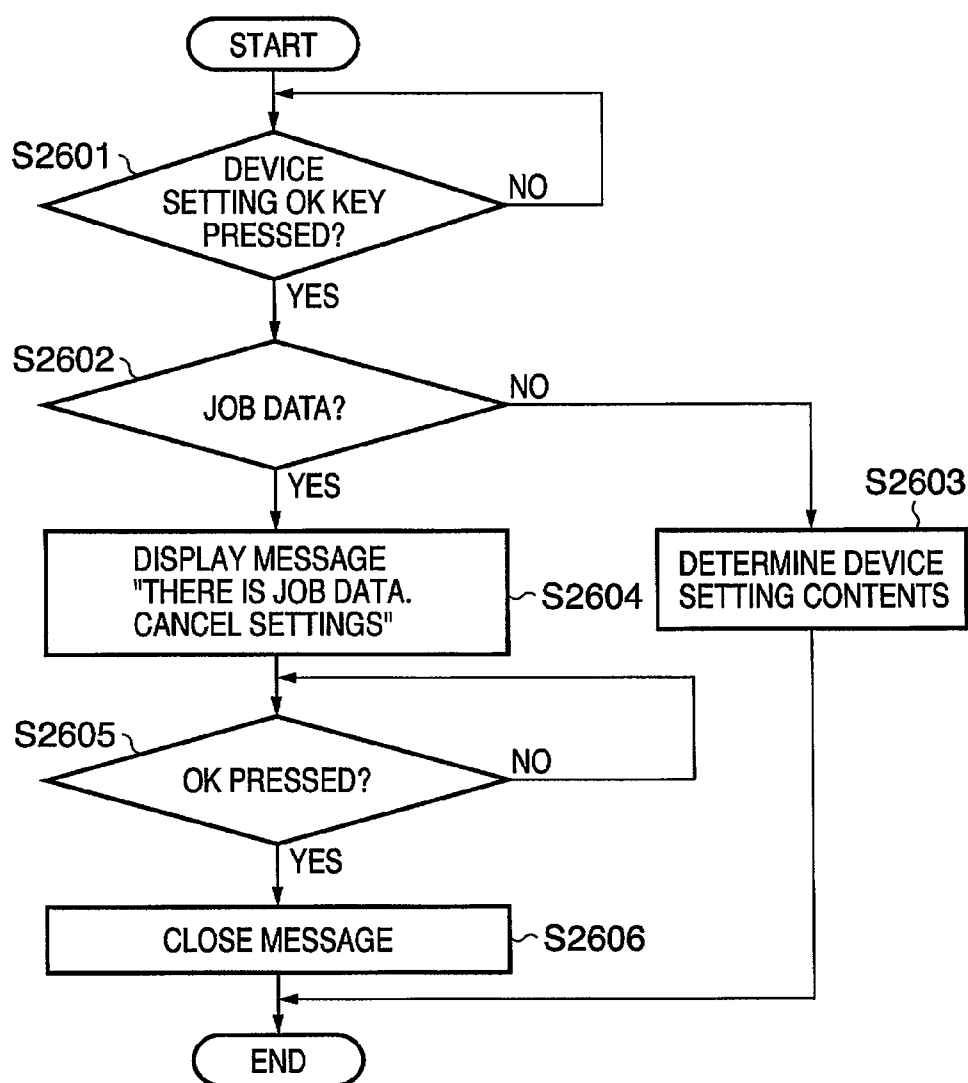 START
S2601
DEVICE
SETTING OK KEY
PRESSED?
NO
YES
S2602
JOB DATA?
NO
YES
S2603
DETERMINE DEVICE
SETTING CONTENTS
DISPLAY MESSAGE
"THERE IS JOB DATA.
CANCEL SETTINGS"
S2604
S2605
OK PRESSED?
NO
YES
CLOSE MESSAGE
S2606
END